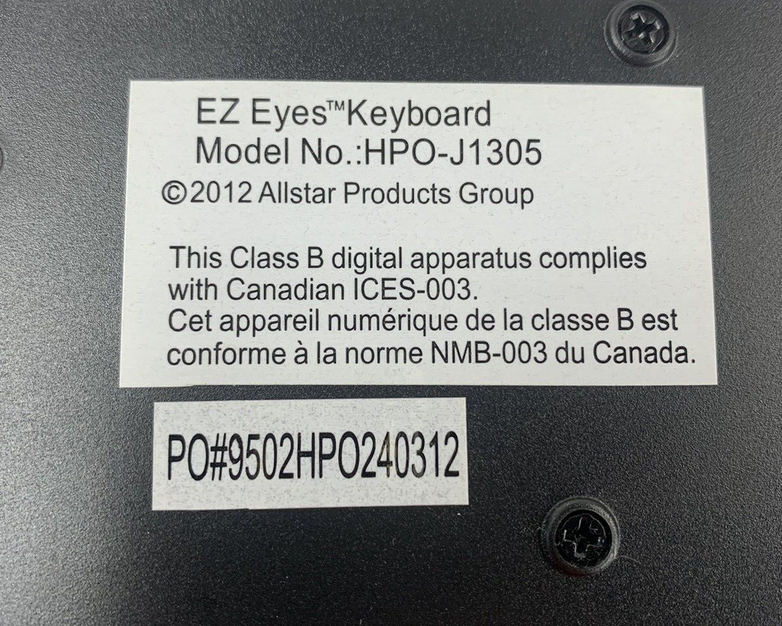 EZ Eyes™Keyboard
Model No.:HPO-J1305
©2012 Allstar Products Group
This Class B digital apparatus complies
with Canadian ICES-003.
Cet appareil numérique de la classe B est
conforme à la norme NMB-003 du Canada.
PO#9502HPO240312